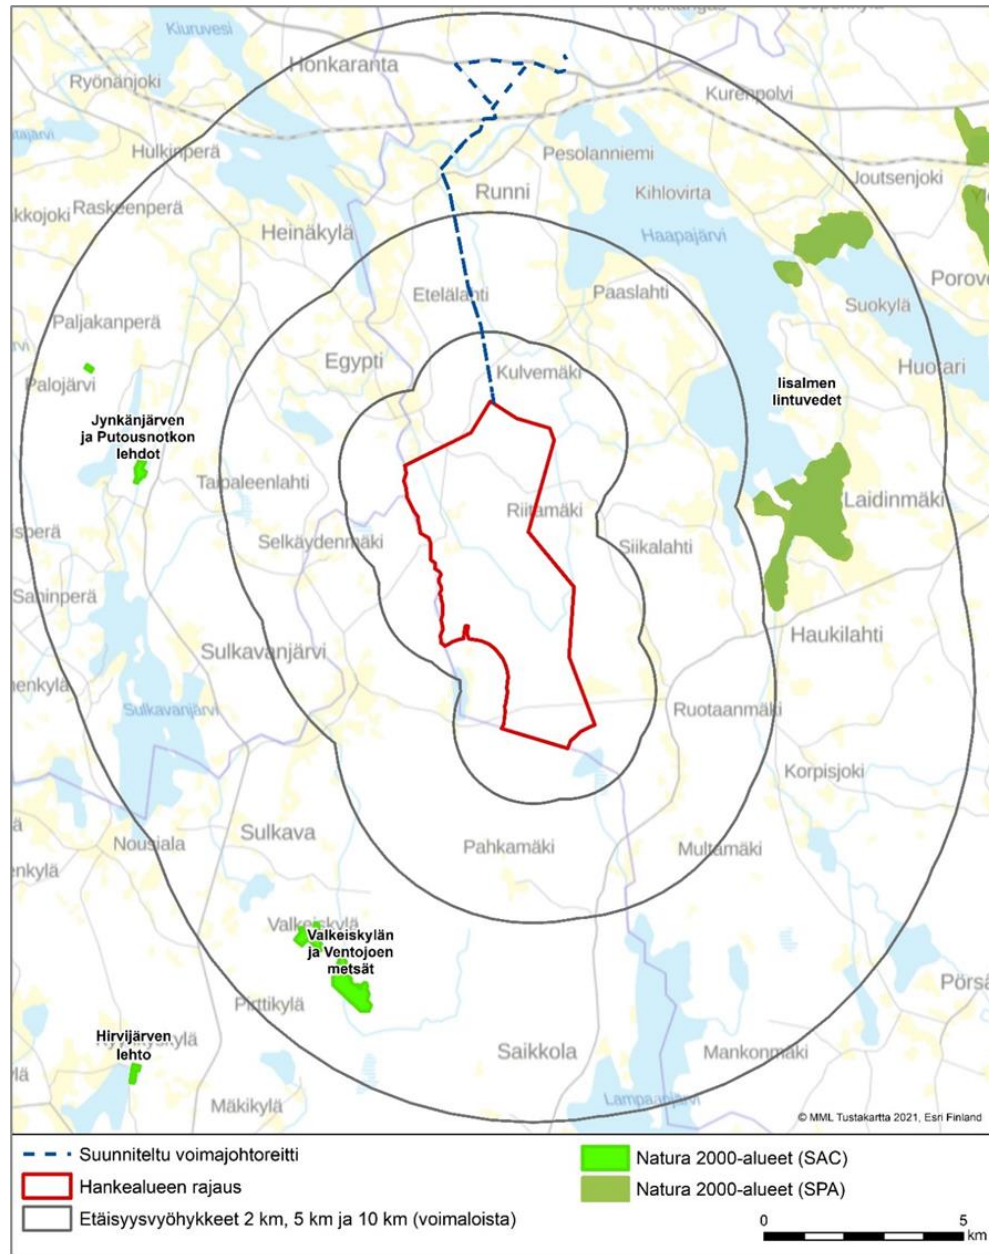 Kiuruvesi
Honkaranta
Ryönänjoki
Kurenpolvi
Hulkinperä
Pesolanniemi
Joutsenjoki
Runni
Kihlovirta
Raskeenperä
Heinäkylä
Haapajärvi
Etelälahti
Paaslahti
Suokylä
Paljakanperä
Egypti
Kulvemäki
Huotari
Palojärvi
Iisalmen
lintuvedet
Jynkänjärven
ja Putousnotkon
lehdot
Taipaleenlahti
Riitamäki
Laidinmäki
Selkäydenmäki
Siikalahti
Haukilahti
Sulkavanjärvi
Sulkavanjärvi
Ruotaanmäki
Korpisjoki
Sulkava
Nousiala
Pahkamäki
Multamäki
Valkeiskylä
Valkeiskylän
ja Ventojoen
metsät
Pirttikylä
Hirvijärven
lehto
Saikkola
Mankonmäki
Mäkikylä
Lampaanjärvi
© MML Tustakartta 2021, Esri Finland
Suunniteltu voimajohtoreitti
Hankealueen rajaus
Etäisyysvyöhykkeet 2 km, 5 km ja 10 km (voimaloista)
Natura 2000-alueet (SAC)
Natura 2000-alueet (SPA)
0 5
km